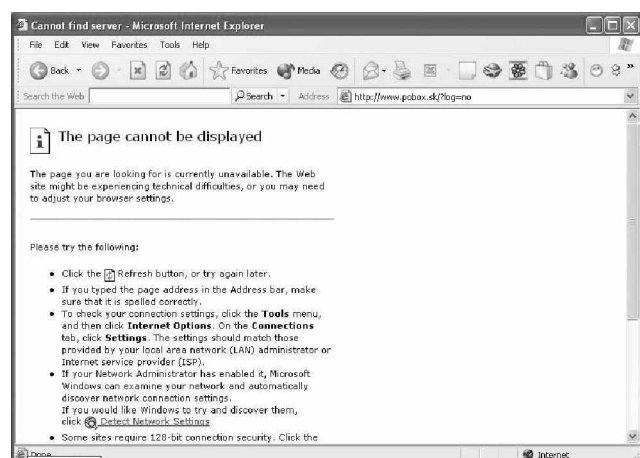 Cannot find server - Microsoft Internet Explorer
File Edit View Favorites Tools Help
Back Favorites Media
Search the Web Search Address http://www.pobox.sk/?log=no
The page cannot be displayed
The page you are looking for is currently unavailable. The Web
site might be experiencing technical difficulties, or you may need
to adjust your browser settings.
Please try the following:
Click the Refresh button, or try again later.
If you typed the page address in the Address bar, make
sure that it is spelled correctly.
To check your connection settings, click the Tools menu,
and then click Internet Options. On the Connections
tab, click Settings. The settings should match those
provided by your local area network (LAN) administrator or
Internet service provider (ISP).
If your Network Administrator has enabled it, Microsoft
Windows can examine your network and automatically
discover network connection settings.
If you would like Windows to try and discover them,
click Detect Network Settings
Some sites require 128-bit connection security. Click the
Done Internet